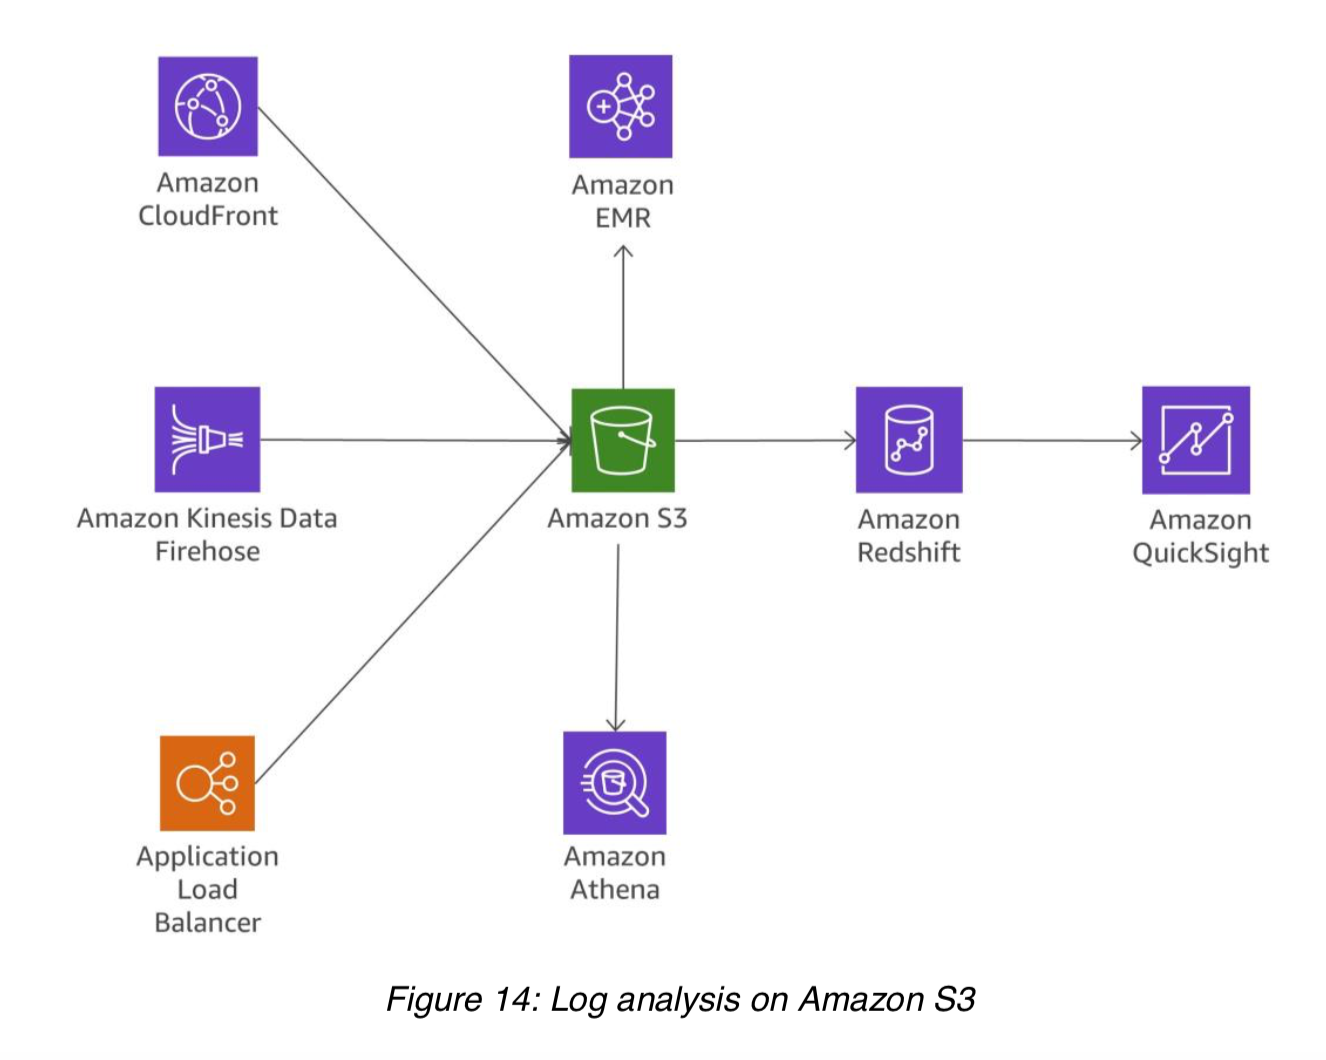 Amazon
CloudFront
Amazon
EMR
Amazon Kinesis Data
Firehose
Amazon S3
Amazon
Redshift
Amazon
QuickSight
Application
Load
Balancer
Amazon
Athena
Figure 14: Log analysis on Amazon S3